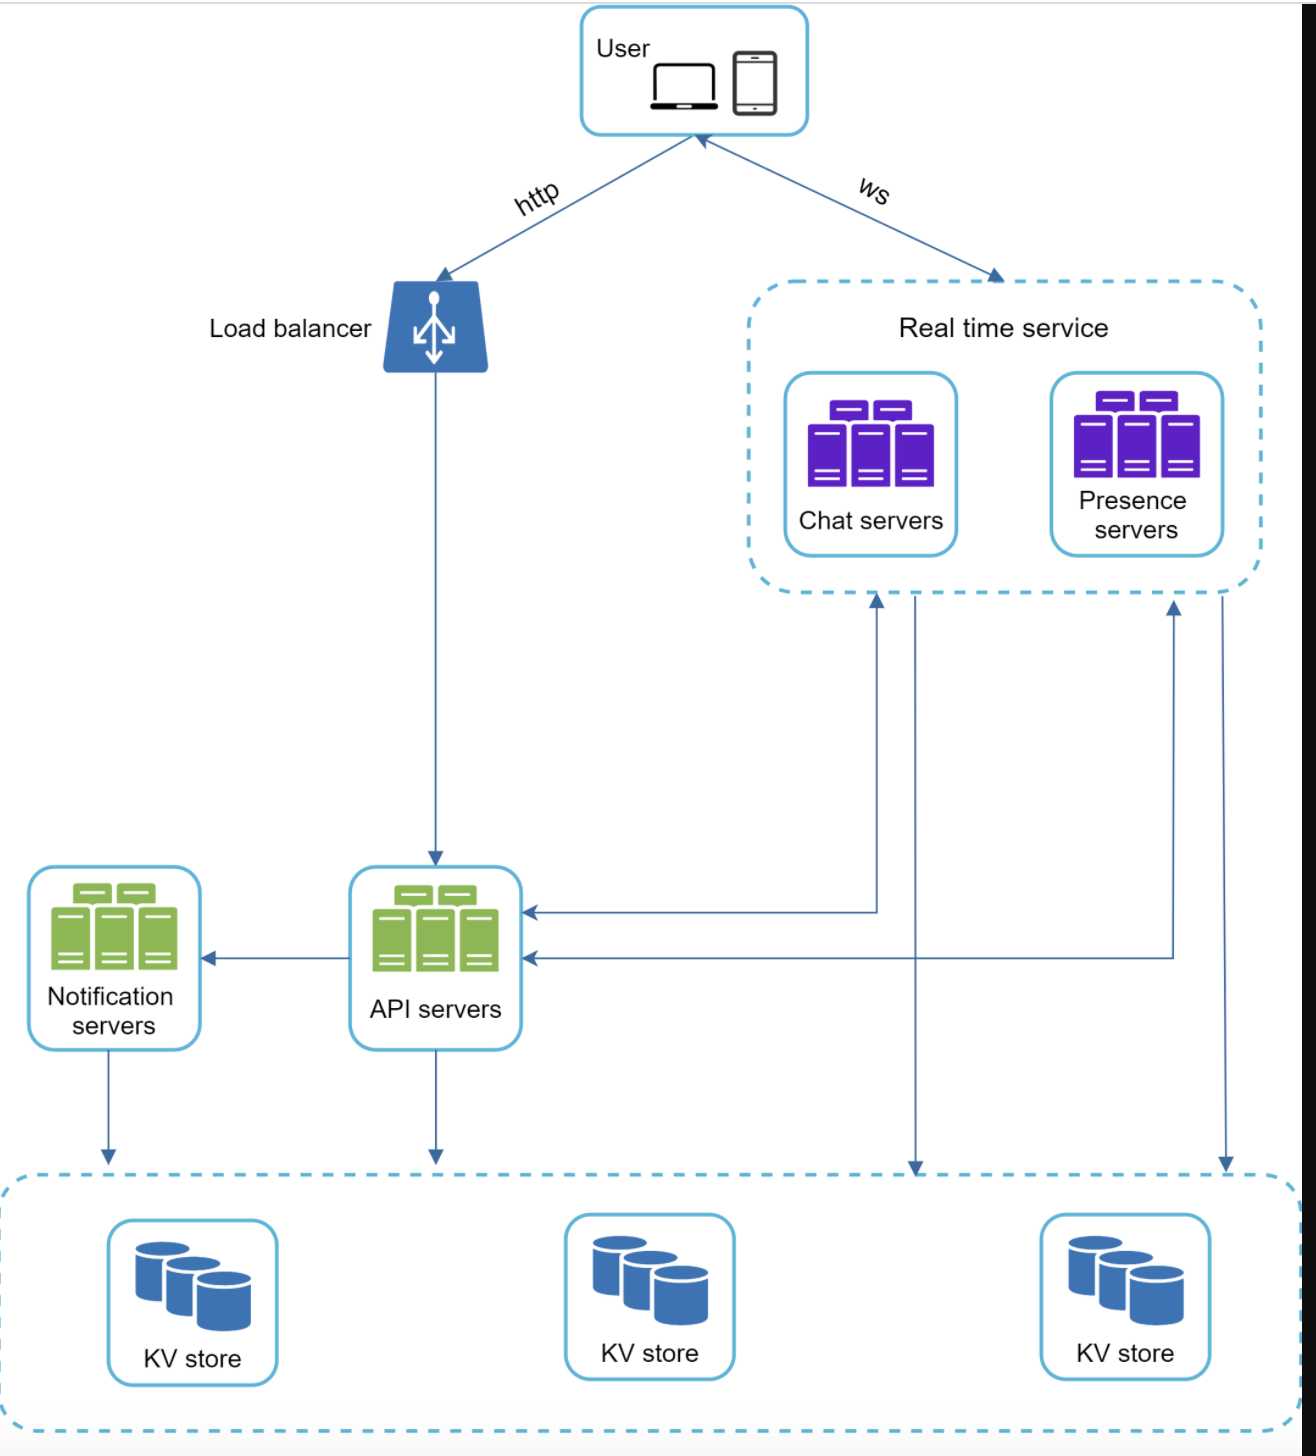 User
http
ws
Load balancer
Real time service
Chat servers
Presence
servers
Notification
servers
API servers
KV store
KV store
KV store